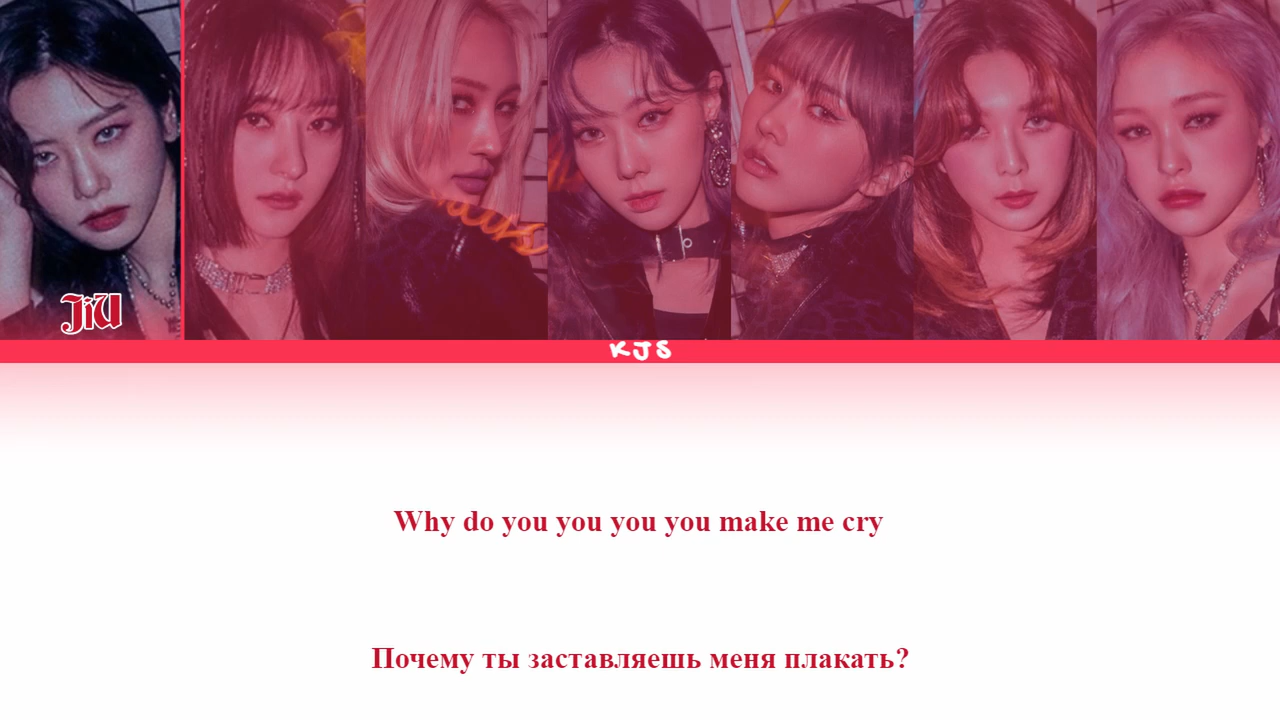 JiU
KJS
Why do you you you you make me cry
Почему ты заставляешь меня плакать?